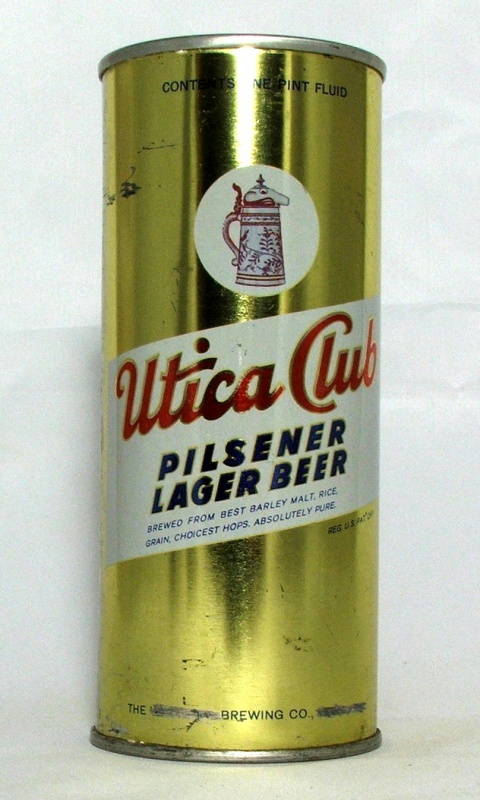 CONTENTS NE PINT FLUID
Utica Club
PILSENER
LAGER BEER
BREWED FROM BEST BARLEY MALT, RICE,
GRAIN, CHOICEST HOPS. ABSOLUTELY PURE.
REG. U.S. PAT. OFF.
THE BREWING CO.,